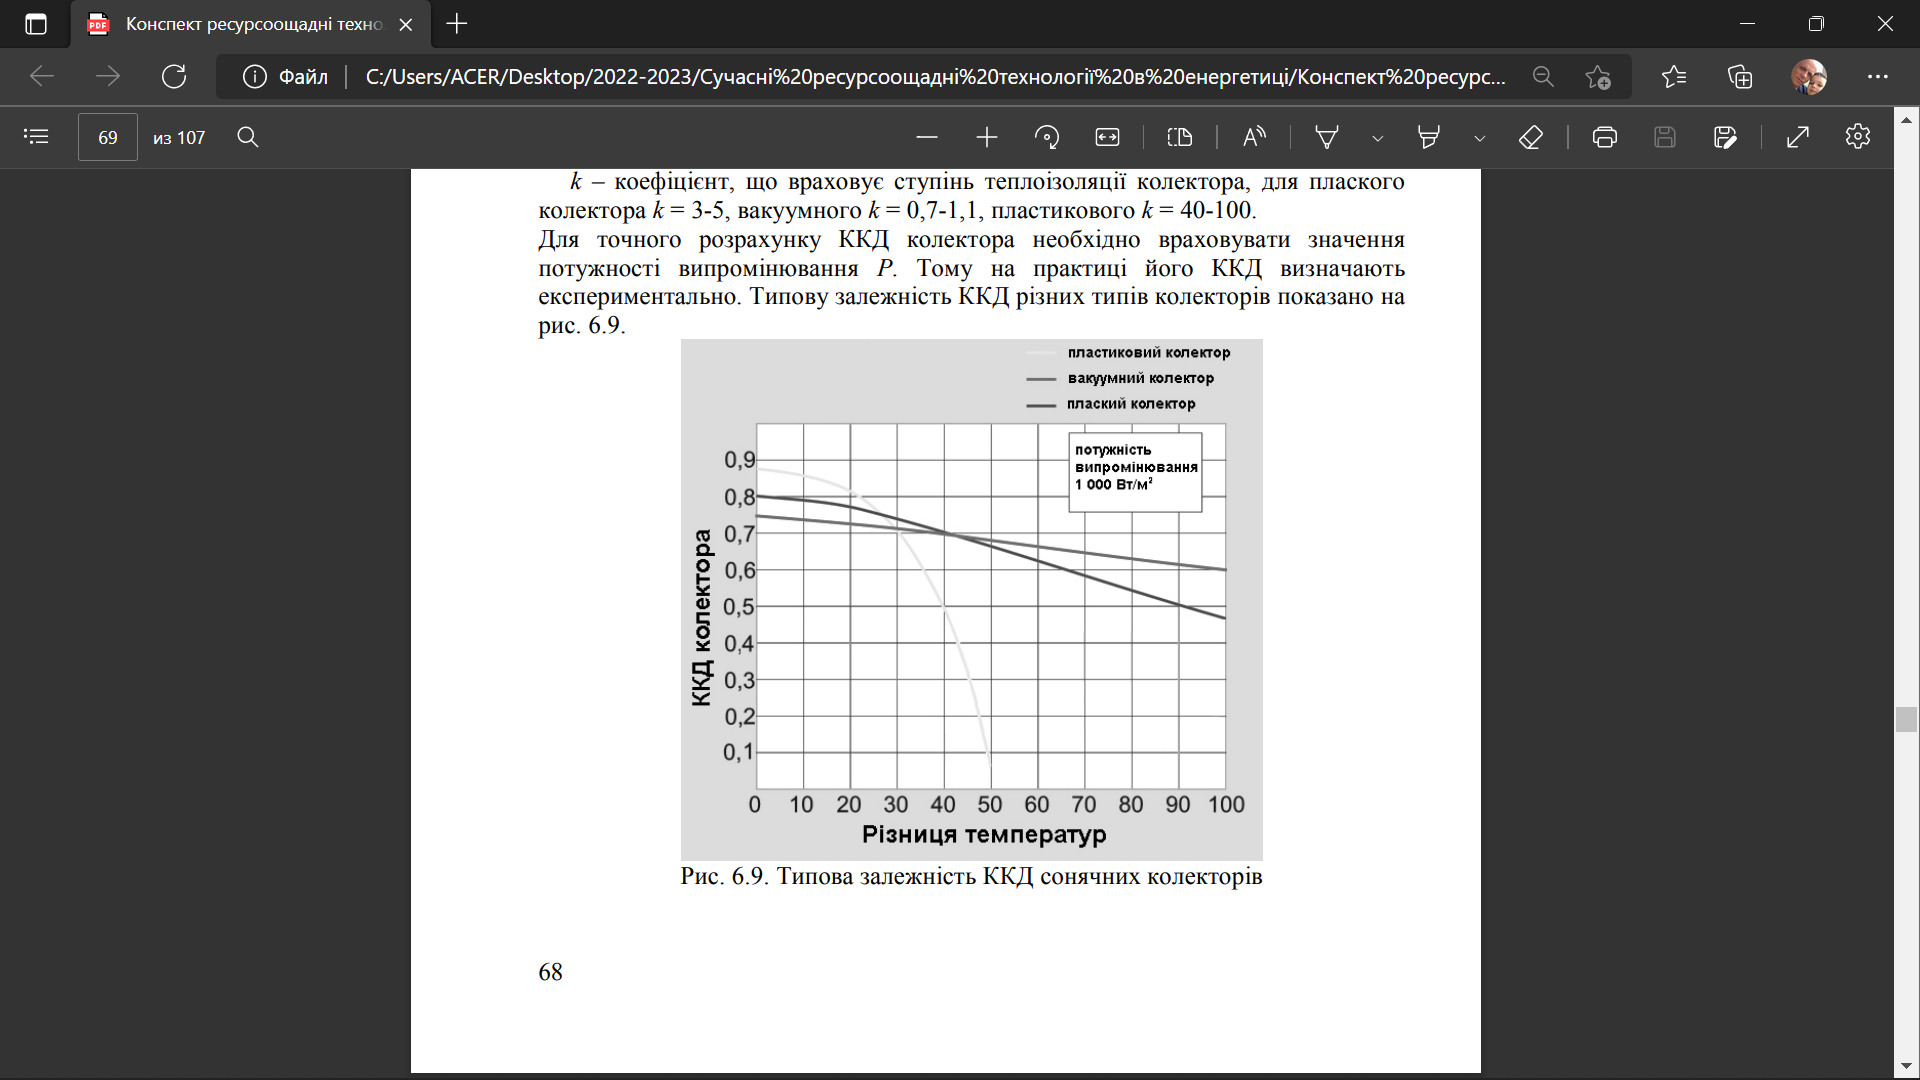 Конспект ресурсоощадні техно
Файл
C:/Users/ACER/Desktop/2022-2023/Сучасні%20ресурсоощадні%20технології%20в%20енергетиці/Конспект%20ресурс...
69
из 107
k – коефіцієнт, що враховує ступінь теплоізоляції колектора, для плаского
колектора k = 3-5, вакуумного k = 0,7-1,1, пластикового k = 40-100.
Для точного розрахунку ККД колектора необхідно враховувати значення
потужності випромінювання P. Тому на практиці його ККД визначають
експериментально. Типову залежність ККД різних типів колекторів показано на
рис. 6.9.
пластиковий колектор
вакуумний колектор
плаский колектор
потужність
випромінювання
1 000 Вт/м²
ККД колектора
0,9
0,8
0,7
0,6
0,5
0,4
0,3
0,2
0,1
0 10 20 30 40 50 60 70 80 90 100
Різниця температур
Рис. 6.9. Типова залежність ККД сонячних колекторів
68